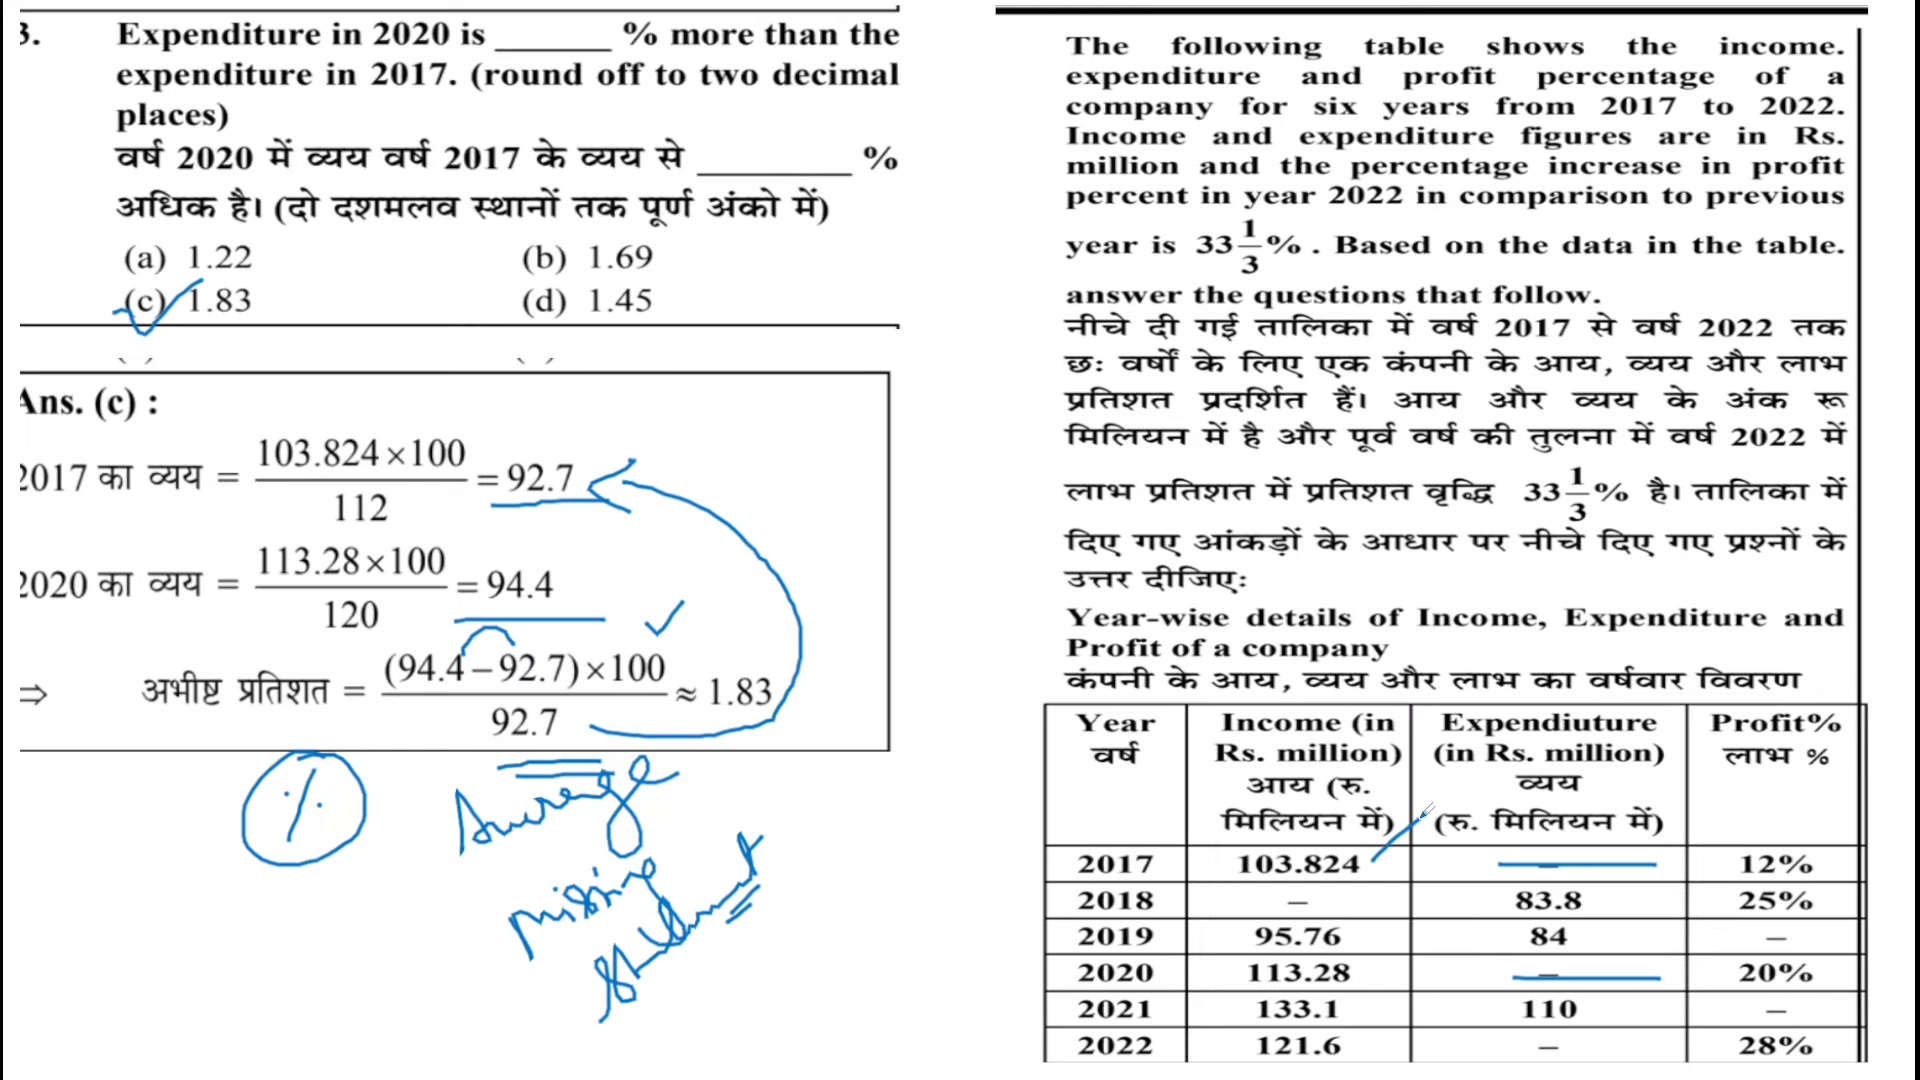 3.
Expenditure in 2020 is ______ % more than the
expenditure in 2017. (round off to two decimal
places)
वर्ष 2020 में व्यय वर्ष 2017 के व्यय से ________ %
अधिक है। (दो दशमलव स्थानों तक पूर्ण अंको में)
(a) 1.22 (b) 1.69
(c) 1.83 (d) 1.45
Ans. (c) :
2017 का व्यय = 103.824×100 / 112 = 92.7
2020 का व्यय = 113.28×100 / 120 = 94.4
⇒ अभीष्ट प्रतिशत = (94.4–92.7)×100 / 92.7 ≈ 1.83
%
Average
missing
The following table shows the income.
expenditure and profit percentage of a
company for six years from 2017 to 2022.
Income and expenditure figures are in Rs.
million and the percentage increase in profit
percent in year 2022 in comparison to previous
year is 33 1/3 % . Based on the data in the table.
answer the questions that follow.
नीचे दी गई तालिका में वर्ष 2017 से वर्ष 2022 तक
छः वर्षों के लिए एक कंपनी के आय, व्यय और लाभ
प्रतिशत प्रदर्शित हैं। आय और व्यय के अंक रू
मिलियन में है और पूर्व वर्ष की तुलना में वर्ष 2022 में
लाभ प्रतिशत में प्रतिशत वृद्धि 33 1/3 % है। तालिका में
दिए गए आंकड़ों के आधार पर नीचे दिए गए प्रश्नों के
उत्तर दीजिए:
Year-wise details of Income, Expenditure and
Profit of a company
कंपनी के आय, व्यय और लाभ का वर्षवार विवरण
Year Income (in Expendiuture Profit%
वर्ष Rs. million) (in Rs. million) लाभ %
आय (रु. व्यय
मिलियन में) (रु. मिलियन में)
2017 103.824 – 12%
2018 – 83.8 25%
2019 95.76 84 –
2020 113.28 – 20%
2021 133.1 110 –
2022 121.6 – 28%